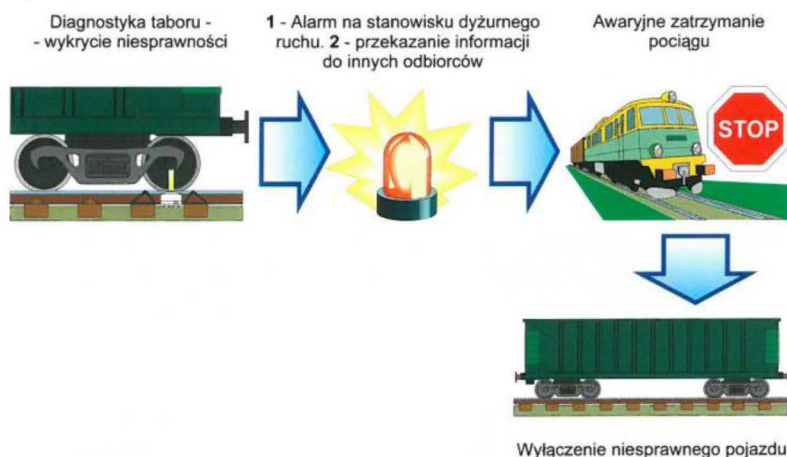 Diagnostyka taboru -
- wykrycie niesprawności
1 - Alarm na stanowisku dyżurnego
ruchu. 2 - przekazanie informacji
do innych odbiorców
Awaryjne zatrzymanie
pociągu
STOP
Wyłączenie niesprawnego pojazdu